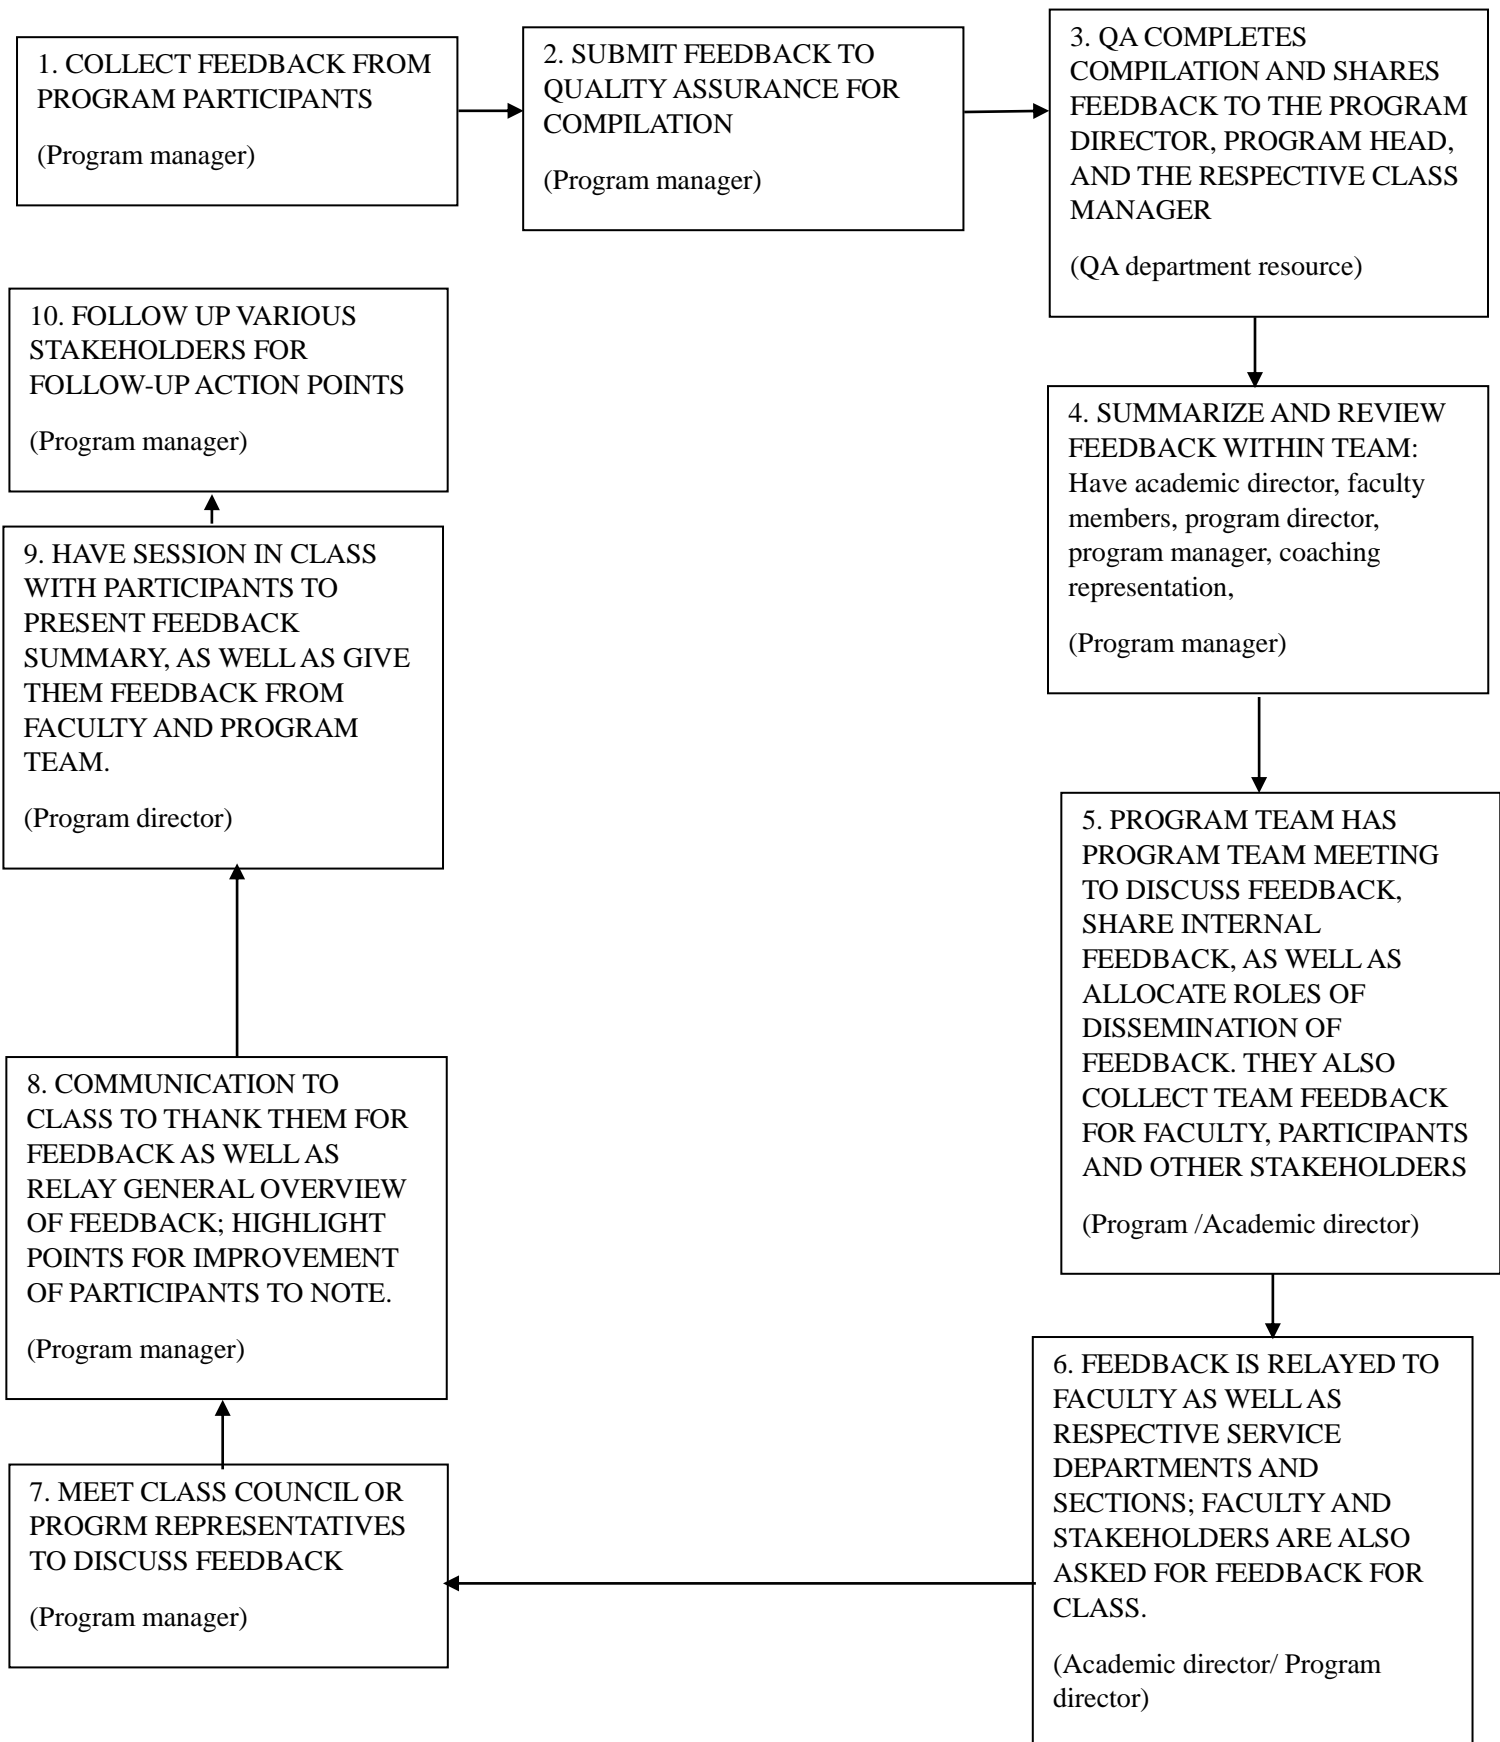 1. COLLECT FEEDBACK FROM
PROGRAM PARTICIPANTS
(Program manager)
2. SUBMIT FEEDBACK TO
QUALITY ASSURANCE FOR
COMPILATION
(Program manager)
3. QA COMPLETES
COMPILATION AND SHARES
FEEDBACK TO THE PROGRAM
DIRECTOR, PROGRAM HEAD,
AND THE RESPECTIVE CLASS
MANAGER
(QA department resource)
4. SUMMARIZE AND REVIEW
FEEDBACK WITHIN TEAM:
Have academic director, faculty
members, program director,
program manager, coaching
representation,
(Program manager)
5. PROGRAM TEAM HAS
PROGRAM TEAM MEETING
TO DISCUSS FEEDBACK,
SHARE INTERNAL
FEEDBACK, AS WELL AS
ALLOCATE ROLES OF
DISSEMINATION OF
FEEDBACK. THEY ALSO
COLLECT TEAM FEEDBACK
FOR FACULTY, PARTICIPANTS
AND OTHER STAKEHOLDERS
(Program /Academic director)
6. FEEDBACK IS RELAYED TO
FACULTY AS WELL AS
RESPECTIVE SERVICE
DEPARTMENTS AND
SECTIONS; FACULTY AND
STAKEHOLDERS ARE ALSO
ASKED FOR FEEDBACK FOR
CLASS.
(Academic director/ Program
director)
7. MEET CLASS COUNCIL OR
PROGRM REPRESENTATIVES
TO DISCUSS FEEDBACK
(Program manager)
8. COMMUNICATION TO
CLASS TO THANK THEM FOR
FEEDBACK AS WELL AS
RELAY GENERAL OVERVIEW
OF FEEDBACK; HIGHLIGHT
POINTS FOR IMPROVEMENT
OF PARTICIPANTS TO NOTE.
(Program manager)
9. HAVE SESSION IN CLASS
WITH PARTICIPANTS TO
PRESENT FEEDBACK
SUMMARY, AS WELL AS GIVE
THEM FEEDBACK FROM
FACULTY AND PROGRAM
TEAM.
(Program director)
10. FOLLOW UP VARIOUS
STAKEHOLDERS FOR
FOLLOW-UP ACTION POINTS
(Program manager)